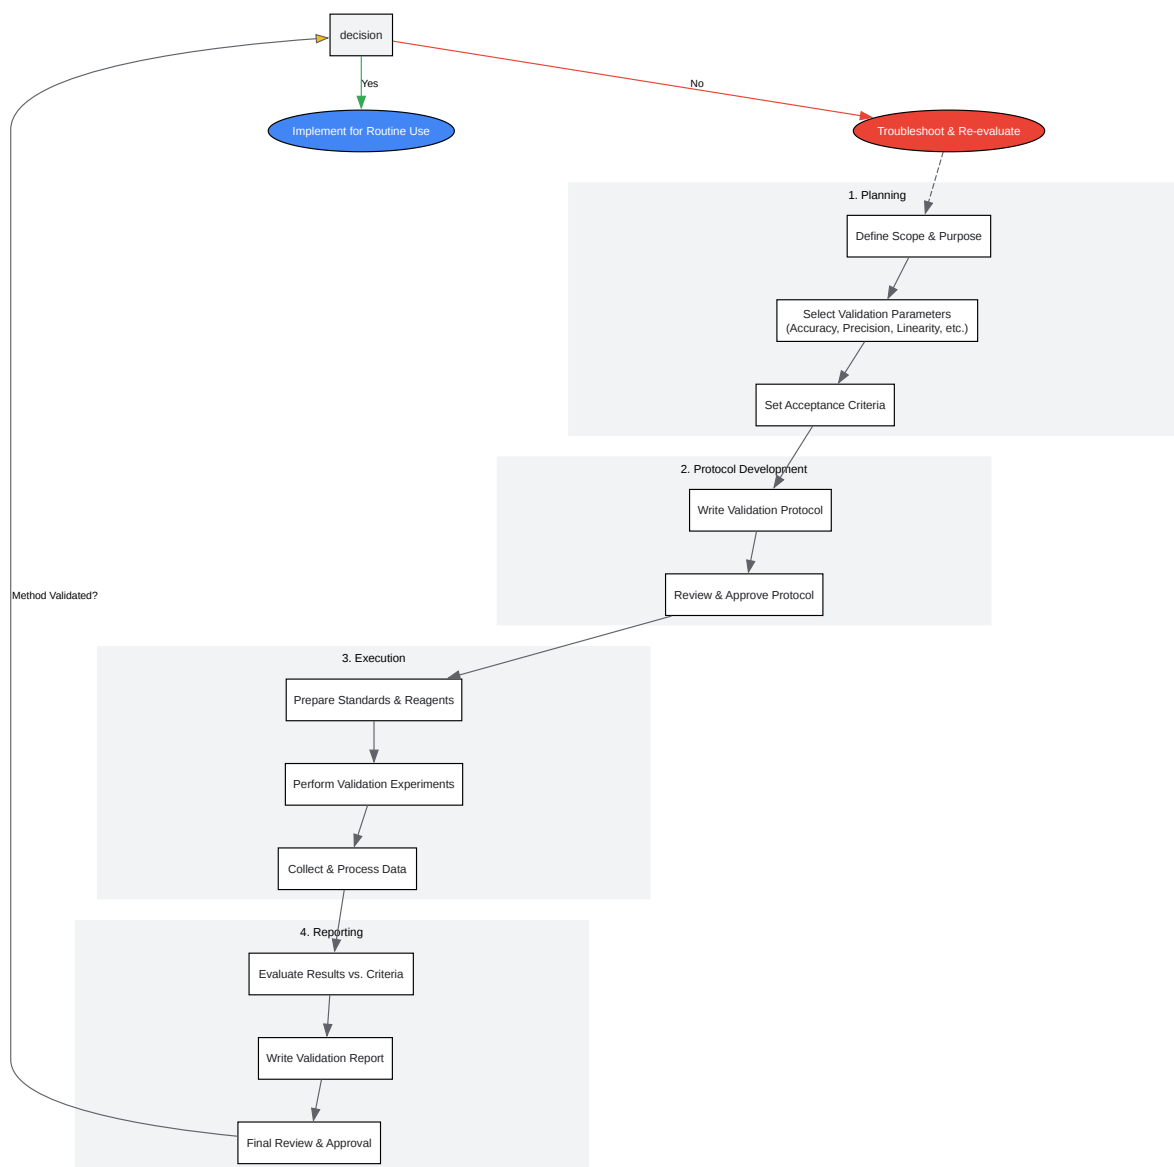 decision
Yes
No
Implement for Routine Use
Troubleshoot & Re-evaluate
1. Planning
Define Scope & Purpose
Select Validation Parameters
(Accuracy, Precision, Linearity, etc.)
Set Acceptance Criteria
2. Protocol Development
Write Validation Protocol
Review & Approve Protocol
Method Validated?
3. Execution
Prepare Standards & Reagents
Perform Validation Experiments
Collect & Process Data
4. Reporting
Evaluate Results vs. Criteria
Write Validation Report
Final Review & Approval